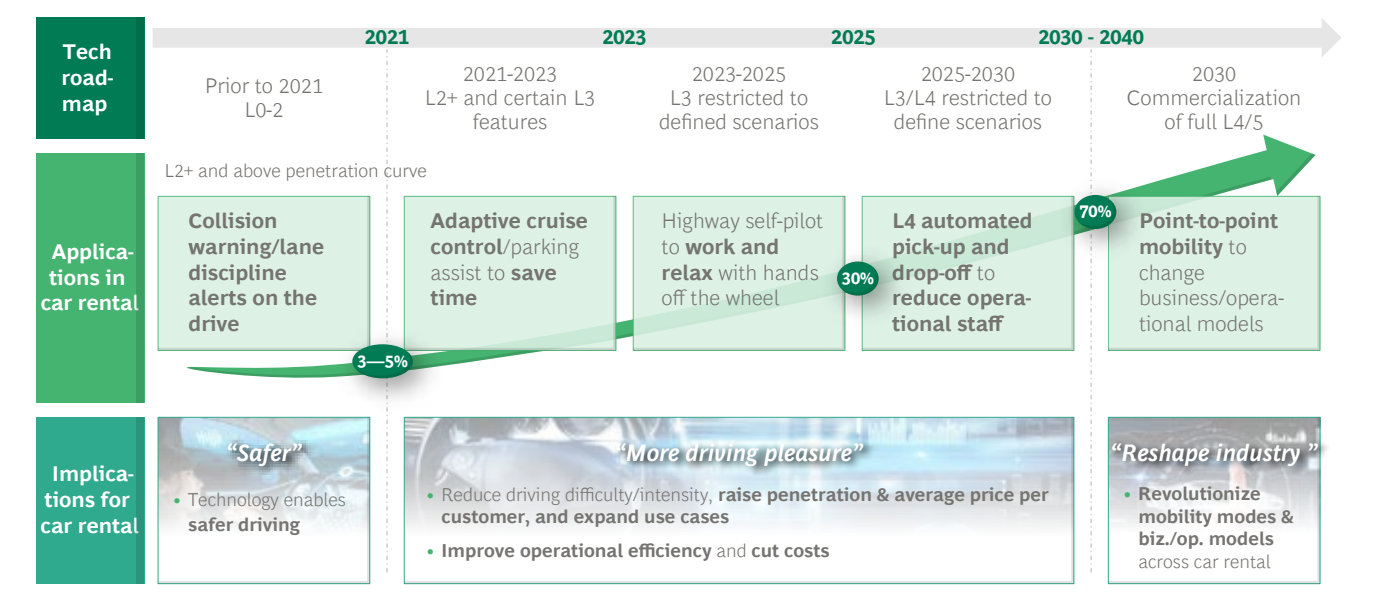 Tech
road-
map
2021
2023
2025
2030 - 2040
Prior to 2021
L0-2
2021-2023
L2+ and certain L3
features
2023-2025
L3 restricted to
defined scenarios
2025-2030
L3/L4 restricted to
define scenarios
2030
Commercialization
of full L4/5
Applica-
tions in
car rental
L2+ and above penetration curve
Collision
warning/lane
discipline
alerts on the
drive
Adaptive cruise
control/parking
assist to save
time
Highway self-pilot
to work and
relax with hands
off the wheel
L4 automated
pick-up and
drop-off to
reduce opera-
tional staff
Point-to-point
mobility to
change
business/opera-
tional models
3—5%
30%
70%
Implica-
tions for
car rental
“Safer”
• Technology enables
safer driving
“More driving pleasure”
• Reduce driving difficulty/intensity, raise penetration & average price per
customer, and expand use cases
• Improve operational efficiency and cut costs
“Reshape industry ”
• Revolutionize
mobility modes &
biz./op. models
across car rental